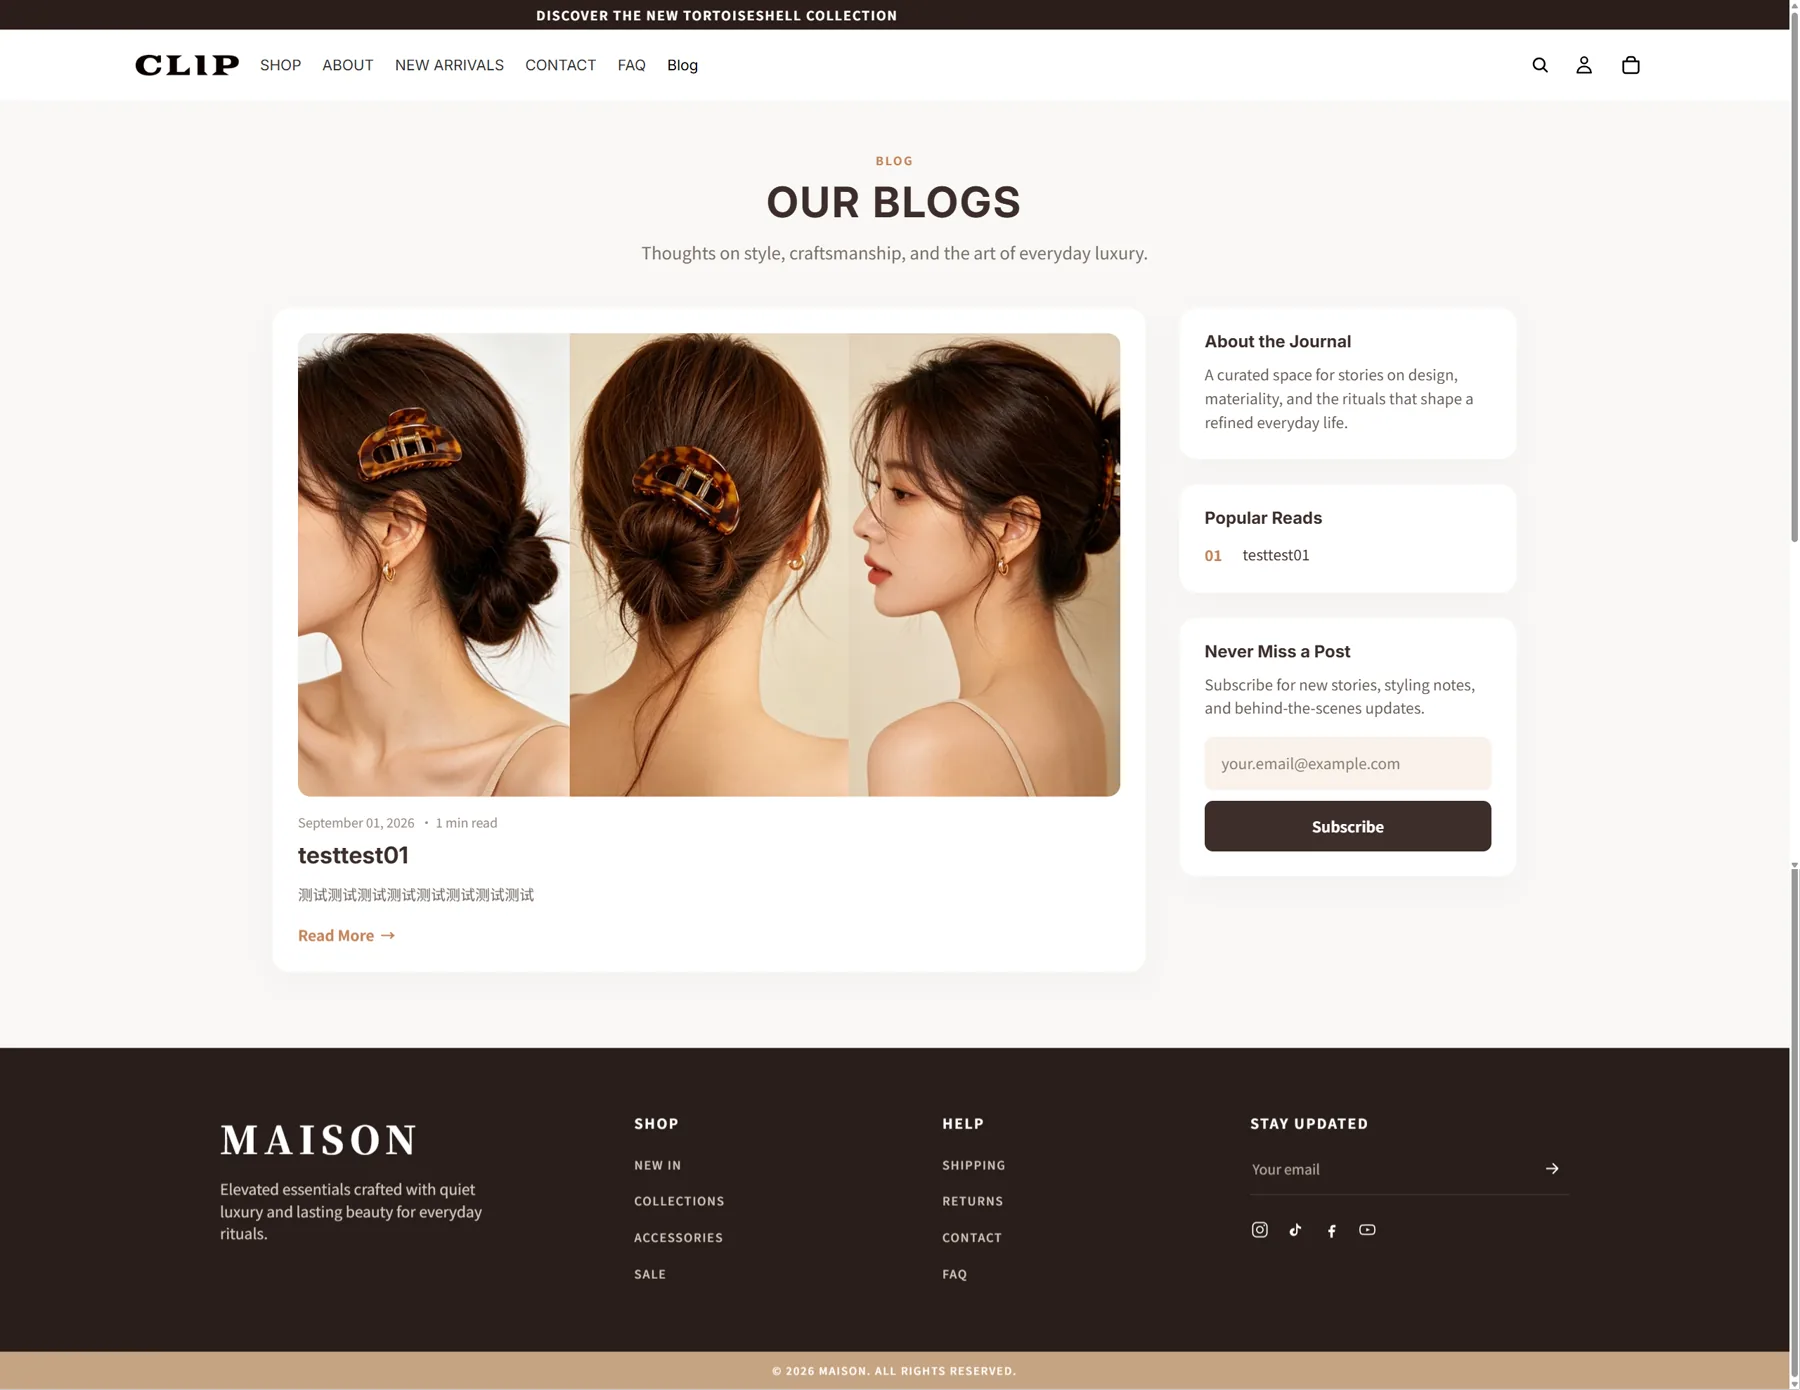 DISCOVER THE NEW TORTOISESHELL COLLECTION
CLIP SHOP ABOUT NEW ARRIVALS CONTACT FAQ Blog
BLOG
OUR BLOGS
Thoughts on style, craftsmanship, and the art of everyday luxury.
September 01, 2026 • 1 min read
testtest01
测试测试测试测试测试测试测试测试
Read More →
About the Journal
A curated space for stories on design,
materiality, and the rituals that shape a
refined everyday life.
Popular Reads
01 testtest01
Never Miss a Post
Subscribe for new stories, styling notes,
and behind-the-scenes updates.
your.email@example.com
Subscribe
MAISON
Elevated essentials crafted with quiet
luxury and lasting beauty for everyday
rituals.
SHOP
NEW IN
COLLECTIONS
ACCESSORIES
SALE
HELP
SHIPPING
RETURNS
CONTACT
FAQ
STAY UPDATED
Your email
© 2026 MAISON. ALL RIGHTS RESERVED.